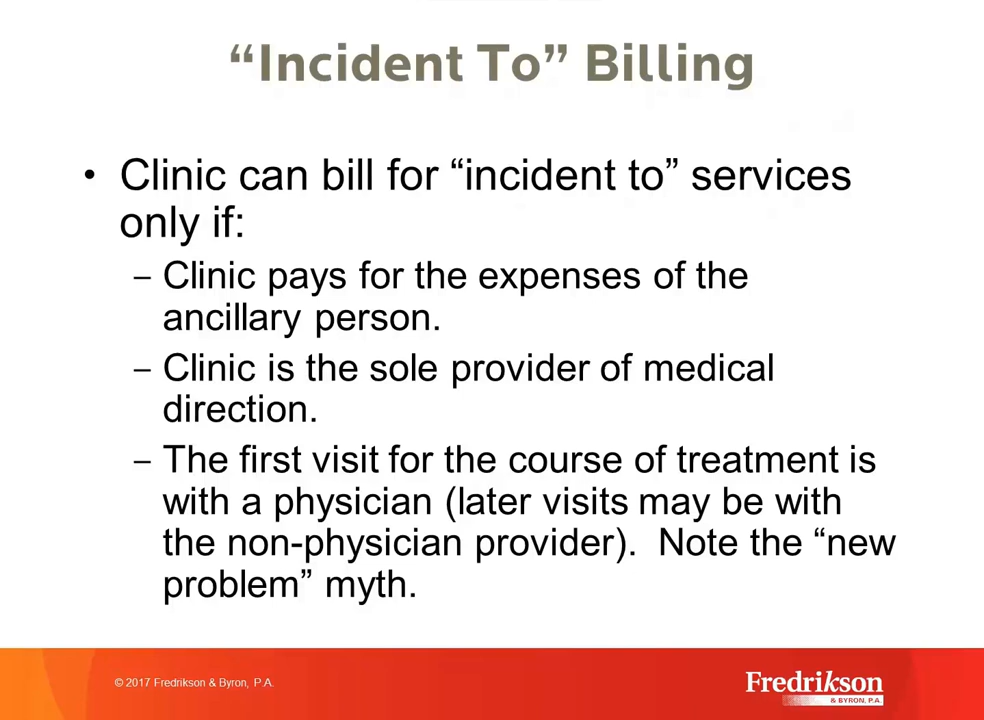 “Incident To” Billing
• Clinic can bill for “incident to” services
only if:
– Clinic pays for the expenses of the
ancillary person.
– Clinic is the sole provider of medical
direction.
– The first visit for the course of treatment is
with a physician (later visits may be with
the non-physician provider).  Note the “new
problem” myth.
© 2017 Fredrikson & Byron, P.A.
Fredrikson
& BYRON, P.A.